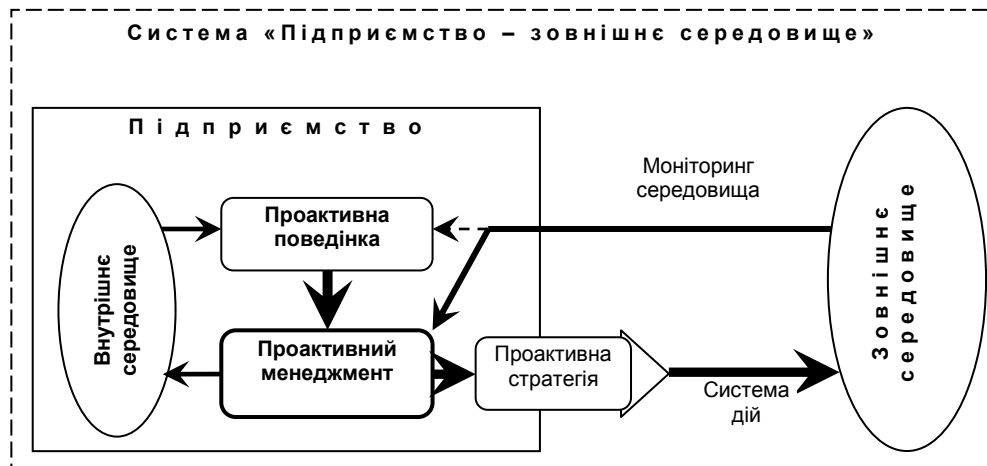 Система «Підприємство – зовнішнє середовище»
Підприємство
Моніторинг
середовища
Проактивна
поведінка
Внутрішнє
середовище
Зовнішнє
середовище
Проактивний
менеджмент
Проактивна
стратегія
Система
дій